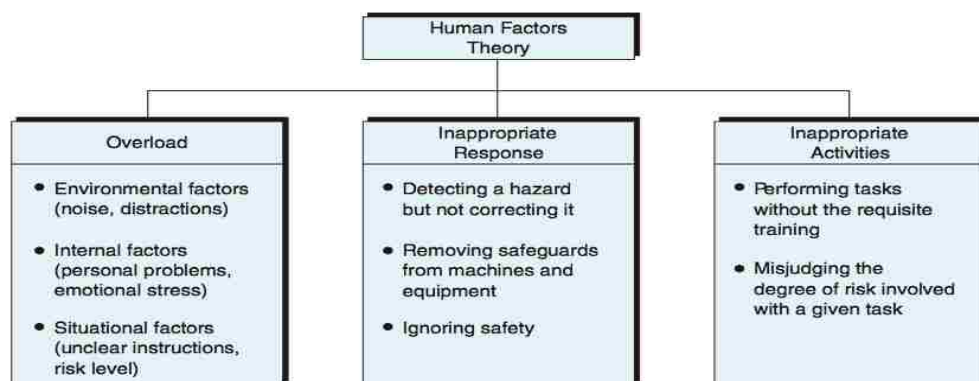 Human Factors
Theory
Overload
● Environmental factors
(noise, distractions)
● Internal factors
(personal problems,
emotional stress)
● Situational factors
(unclear instructions,
risk level)
Inappropriate
Response
● Detecting a hazard
but not correcting it
● Removing safeguards
from machines and
equipment
● Ignoring safety
Inappropriate
Activities
● Performing tasks
without the requisite
training
● Misjudging the
degree of risk involved
with a given task